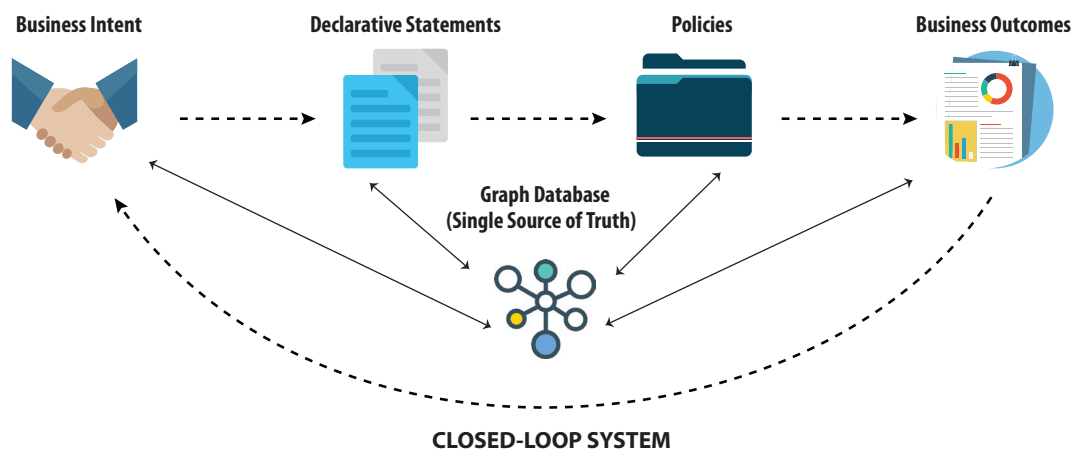 Business Intent
Declarative Statements
Policies
Business Outcomes
Graph Database
(Single Source of Truth)
CLOSED-LOOP SYSTEM